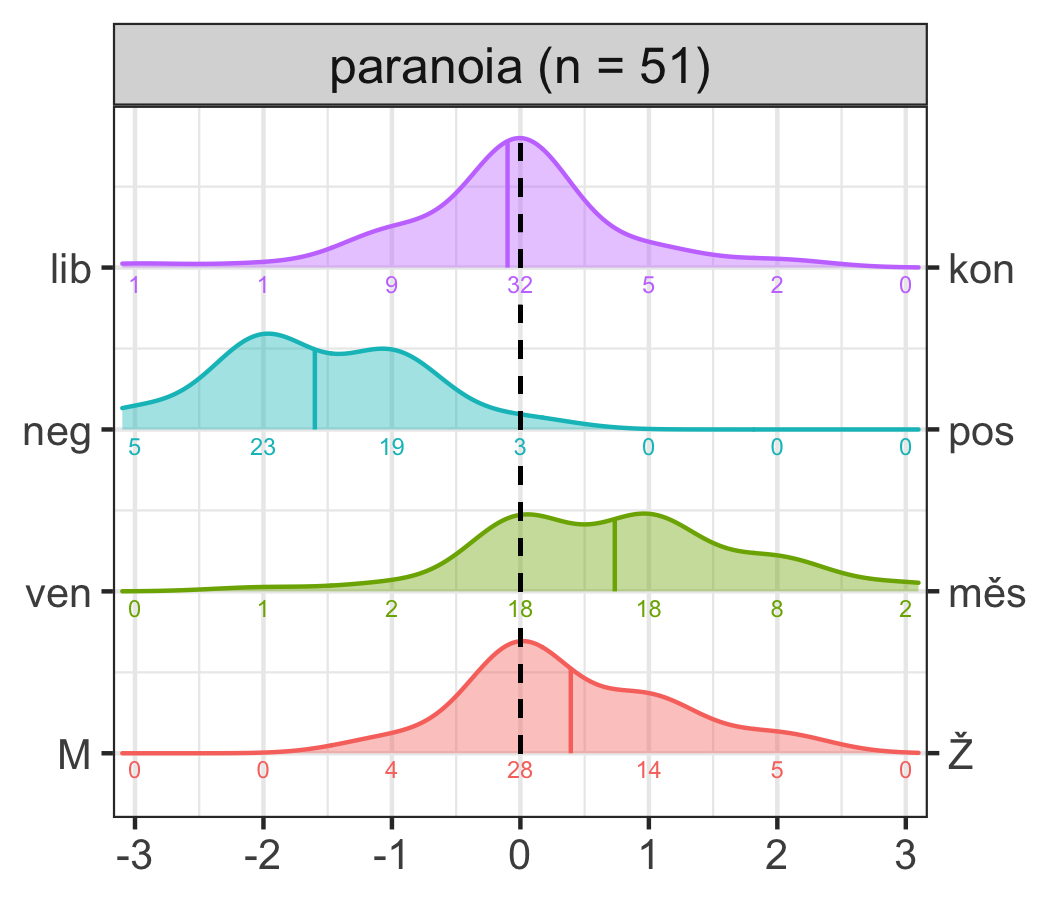 paranoia (n = 51)
lib kon
1 1 9 32 5 2 0
neg pos
5 23 19 3 0 0 0
ven měs
0 1 2 18 18 8 2
M Ž
0 0 4 28 14 5 0
-3 -2 -1 0 1 2 3